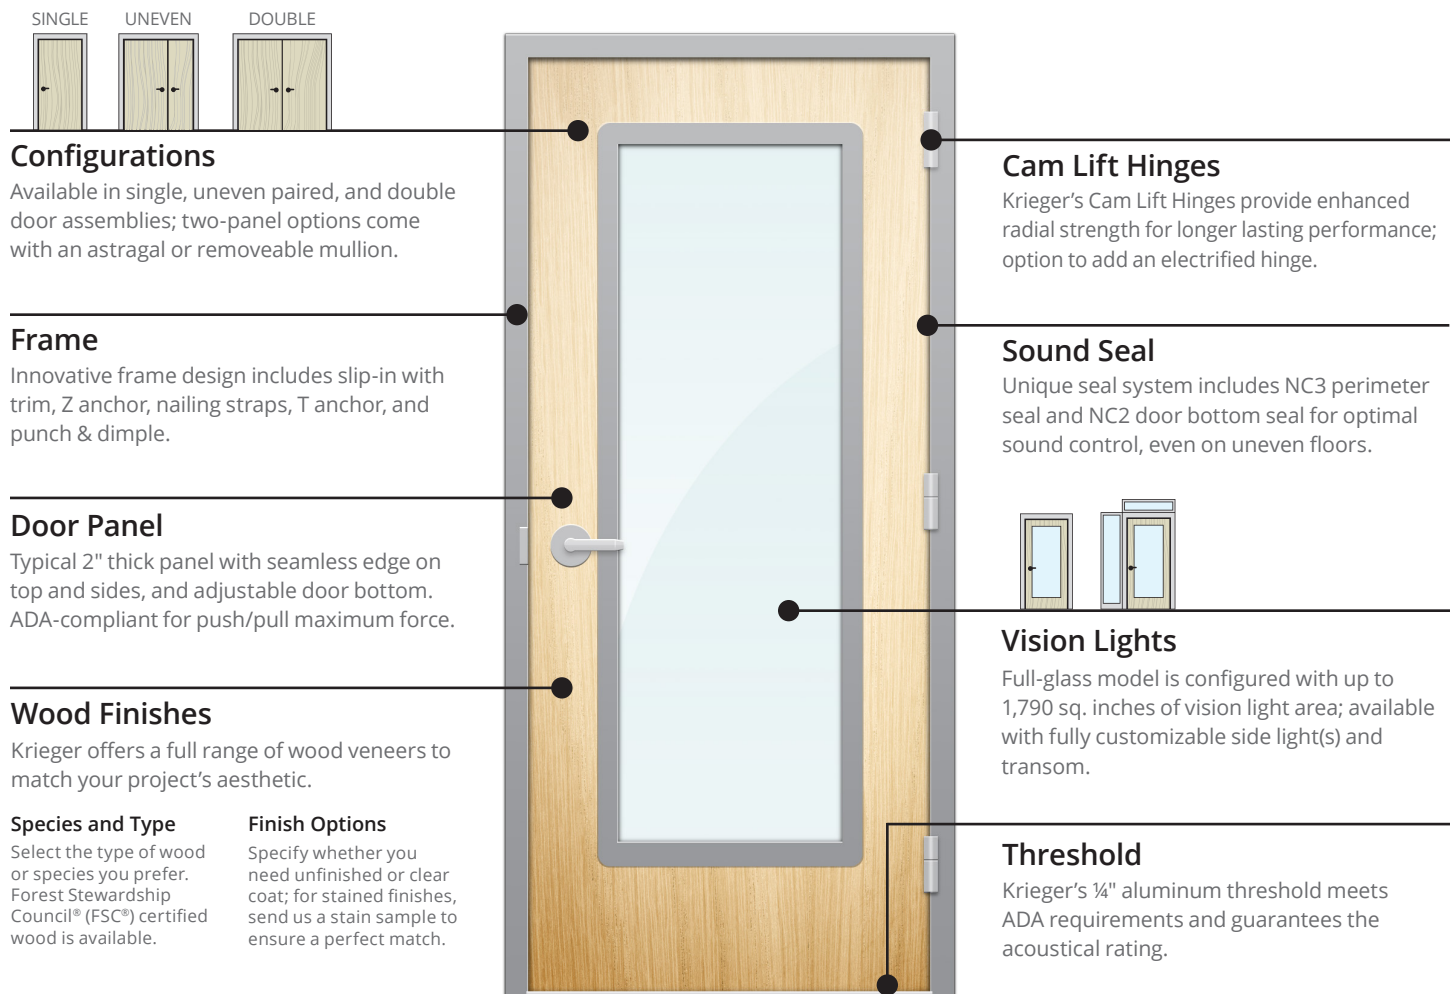 SINGLE UNEVEN DOUBLE
Configurations
Available in single, uneven paired, and double
door assemblies; two-panel options come
with an astragal or removeable mullion.
Frame
Innovative frame design includes slip-in with
trim, Z anchor, nailing straps, T anchor, and
punch & dimple.
Door Panel
Typical 2" thick panel with seamless edge on
top and sides, and adjustable door bottom.
ADA-compliant for push/pull maximum force.
Wood Finishes
Krieger offers a full range of wood veneers to
match your project’s aesthetic.
Species and Type
Select the type of wood
or species you prefer.
Forest Stewardship
Council® (FSC®) certified
wood is available.
Finish Options
Specify whether you
need unfinished or clear
coat; for stained finishes,
send us a stain sample to
ensure a perfect match.
Cam Lift Hinges
Krieger’s Cam Lift Hinges provide enhanced
radial strength for longer lasting performance;
option to add an electrified hinge.
Sound Seal
Unique seal system includes NC3 perimeter
seal and NC2 door bottom seal for optimal
sound control, even on uneven floors.
Vision Lights
Full-glass model is configured with up to
1,790 sq. inches of vision light area; available
with fully customizable side light(s) and
transom.
Threshold
Krieger’s ¼" aluminum threshold meets
ADA requirements and guarantees the
acoustical rating.